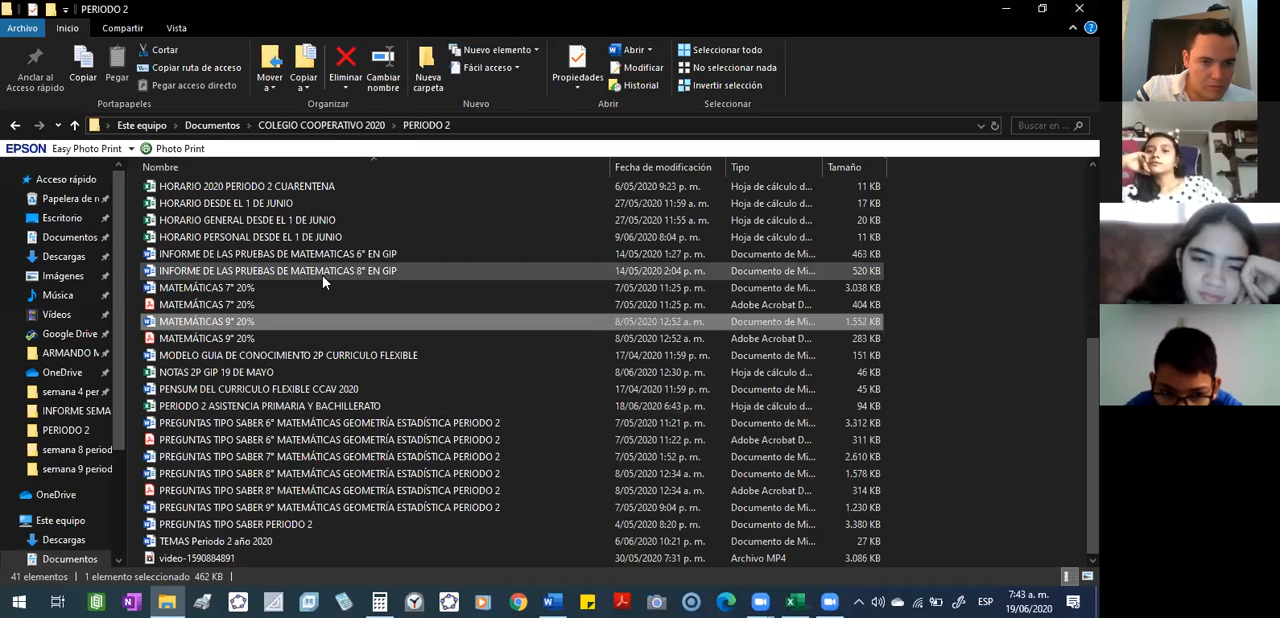 PERIODO 2
Archivo Inicio Compartir Vista
Anclar al Acceso rápido
Copiar
Pegar
Cortar
Copiar ruta de acceso
Pegar acceso directo
Portapapeles
Mover a
Copiar a
Eliminar
Cambiar nombre
Organizar
Nueva carpeta
Nuevo elemento
Fácil acceso
Nuevo
Propiedades
Abrir
Modificar
Historial
Abrir
Seleccionar todo
No seleccionar nada
Invertir selección
Seleccionar
Este equipo > Documentos > COLEGIO COOPERATIVO 2020 > PERIODO 2
Buscar en ...
EPSON Easy Photo Print Photo Print
Nombre Fecha de modificación Tipo Tamaño
Acceso rápido
Papelera de r
Escritorio
Documentos
Descargas
Imágenes
Música
Vídeos
Google Drive
ARMANDO M
OneDrive
semana 4 per
INFORME SEMA
PERIODO 2
semana 8 period
semana 9 period
OneDrive
Este equipo
Descargas
Documentos
HORARIO 2020 PERIODO 2 CUARENTENA 6/05/2020 9:23 p. m. Hoja de cálculo d... 11 KB
HORARIO DESDE EL 1 DE JUNIO 27/05/2020 11:59 a. m. Hoja de cálculo d... 17 KB
HORARIO GENERAL DESDE EL 1 DE JUNIO 27/05/2020 11:55 a. m. Hoja de cálculo d... 20 KB
HORARIO PERSONAL DESDE EL 1 DE JUNIO 9/06/2020 8:04 p. m. Hoja de cálculo d... 11 KB
INFORME DE LAS PRUEBAS DE MATEMATICAS 6° EN GIP 14/05/2020 1:27 p. m. Documento de Mi... 463 KB
INFORME DE LAS PRUEBAS DE MATEMATICAS 8° EN GIP 14/05/2020 2:04 p. m. Documento de Mi... 520 KB
MATEMÁTICAS 7° 20% 7/05/2020 11:25 p. m. Documento de Mi... 3.038 KB
MATEMÁTICAS 7° 20% 7/05/2020 11:25 p. m. Adobe Acrobat D... 404 KB
MATEMÁTICAS 9° 20% 8/05/2020 12:52 a. m. Documento de Mi... 1.552 KB
MATEMÁTICAS 9° 20% 8/05/2020 12:52 a. m. Adobe Acrobat D... 283 KB
MODELO GUIA DE CONOCIMIENTO 2P CURRICULO FLEXIBLE 17/04/2020 11:59 p. m. Documento de Mi... 151 KB
NOTAS 2P GIP 19 DE MAYO 8/06/2020 12:30 p. m. Hoja de cálculo d... 46 KB
PENSUM DEL CURRICULO FLEXIBLE CCAV 2020 17/04/2020 11:59 p. m. Documento de Mi... 45 KB
PERIODO 2 ASISTENCIA PRIMARIA Y BACHILLERATO 18/06/2020 6:43 p. m. Hoja de cálculo d... 94 KB
PREGUNTAS TIPO SABER 6° MATEMÁTICAS GEOMETRÍA ESTADÍSTICA PERIODO 2 7/05/2020 11:21 p. m. Documento de Mi... 3.312 KB
PREGUNTAS TIPO SABER 6° MATEMÁTICAS GEOMETRÍA ESTADÍSTICA PERIODO 2 7/05/2020 11:22 p. m. Adobe Acrobat D... 311 KB
PREGUNTAS TIPO SABER 7° MATEMÁTICAS GEOMETRÍA ESTADÍSTICA PERIODO 2 7/05/2020 1:52 p. m. Documento de Mi... 2.610 KB
PREGUNTAS TIPO SABER 8° MATEMÁTICAS GEOMETRÍA ESTADÍSTICA PERIODO 2 8/05/2020 12:34 a. m. Documento de Mi... 1.578 KB
PREGUNTAS TIPO SABER 8° MATEMÁTICAS GEOMETRÍA ESTADÍSTICA PERIODO 2 8/05/2020 12:34 a. m. Adobe Acrobat D... 314 KB
PREGUNTAS TIPO SABER 9° MATEMÁTICAS GEOMETRÍA ESTADÍSTICA PERIODO 2 7/05/2020 9:04 p. m. Documento de Mi... 1.230 KB
PREGUNTAS TIPO SABER PERIODO 2 4/05/2020 8:20 p. m. Documento de Mi... 3.380 KB
TEMAS Periodo 2 año 2020 6/06/2020 10:21 p. m. Documento de Mi... 27 KB
video-1590884891 30/05/2020 7:31 p. m. Archivo MP4 3.086 KB
41 elementos 1 elemento seleccionado 462 KB
ESP
7:43 a. m.
19/06/2020